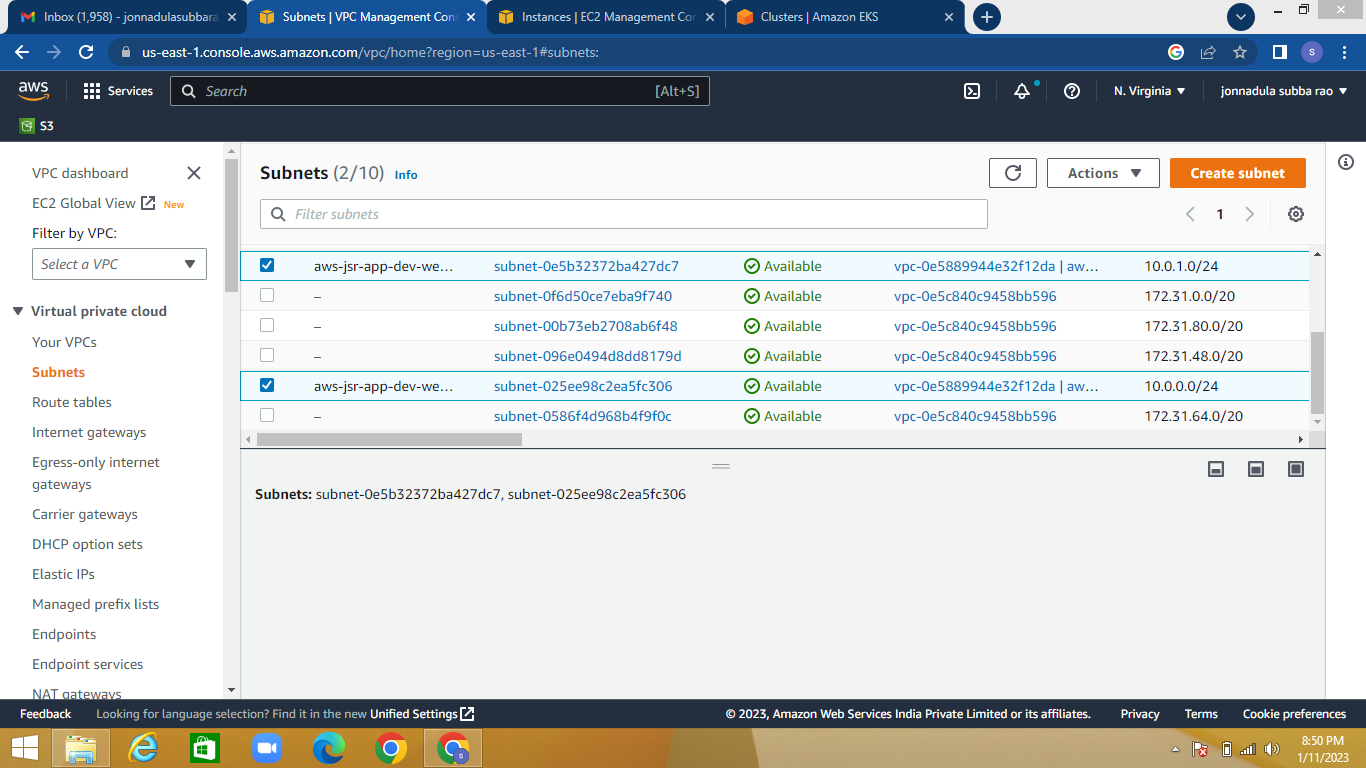 Inbox (1,958) - jonnadulasubbara
Subnets | VPC Management Con
Instances | EC2 Management Con
Clusters | Amazon EKS
us-east-1.console.aws.amazon.com/vpc/home?region=us-east-1#subnets:
S
aws
Services
Search
[Alt+S]
N. Virginia
jonnadula subba rao
S3
VPC dashboard
EC2 Global View New
Filter by VPC:
Select a VPC
Virtual private cloud
Your VPCs
Subnets
Route tables
Internet gateways
Egress-only internet
gateways
Carrier gateways
DHCP option sets
Elastic IPs
Managed prefix lists
Endpoints
Endpoint services
NAT gateways
Subnets (2/10) Info
Actions
Create subnet
Filter subnets
1
aws-jsr-app-dev-we... subnet-0e5b32372ba427dc7 Available vpc-0e5889944e32f12da | aw... 10.0.1.0/24
– subnet-0f6d50ce7eba9f740 Available vpc-0e5c840c9458bb596 172.31.0.0/20
– subnet-00b73eb2708ab6f48 Available vpc-0e5c840c9458bb596 172.31.80.0/20
– subnet-096e0494d8dd8179d Available vpc-0e5c840c9458bb596 172.31.48.0/20
aws-jsr-app-dev-we... subnet-025ee98c2ea5fc306 Available vpc-0e5889944e32f12da | aw... 10.0.0.0/24
– subnet-0586f4d968b4f9f0c Available vpc-0e5c840c9458bb596 172.31.64.0/20
Subnets: subnet-0e5b32372ba427dc7, subnet-025ee98c2ea5fc306
Feedback
Looking for language selection? Find it in the new Unified Settings
© 2023, Amazon Web Services India Private Limited or its affiliates.
Privacy
Terms
Cookie preferences
8:50 PM
1/11/2023